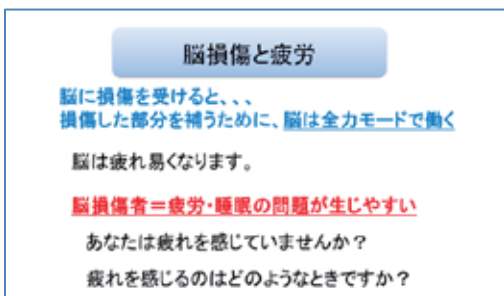 脳損傷と疲労
脳に損傷を受けると、、、
損傷した部分を補うために、脳は全力モードで働く
脳は疲れ易くなります。
脳損傷者＝疲労・睡眠の問題が生じやすい
あなたは疲れを感じていませんか？
疲れを感じるのはどのようなときですか？